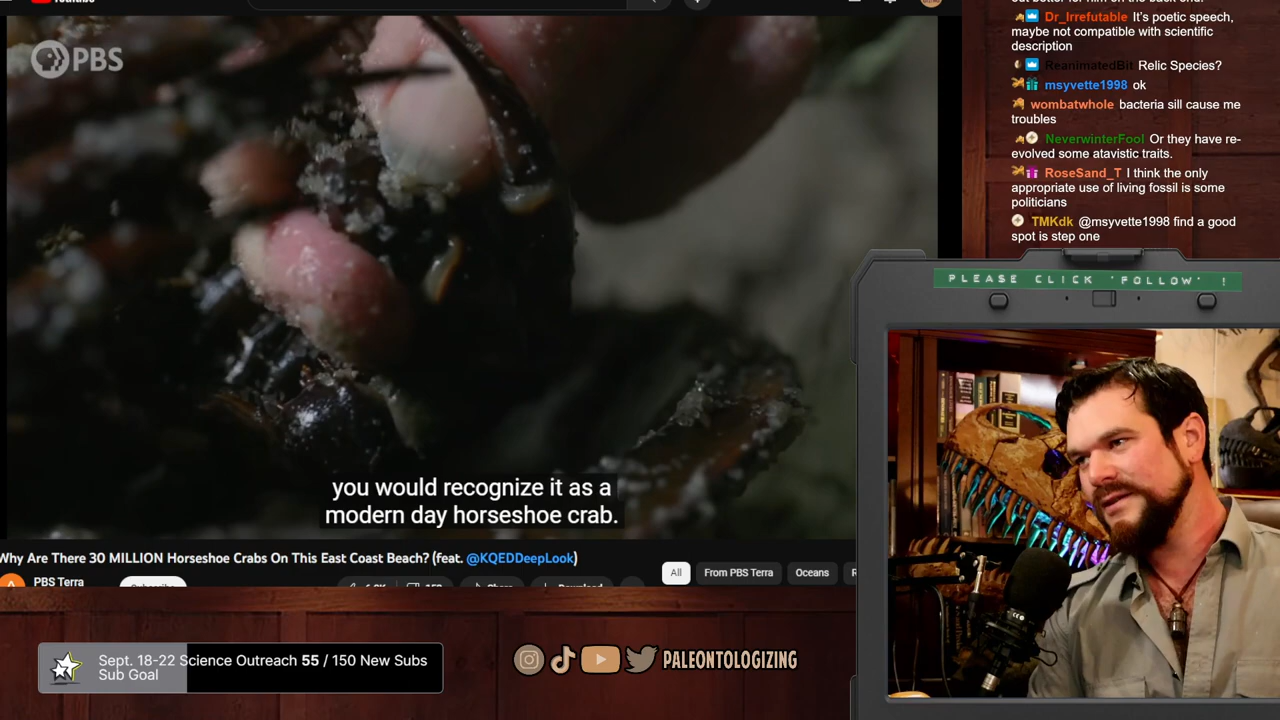 PBS
Dr_Irrefutable It's poetic speech,
maybe not compatible with scientific
description
ReanimatedBit Relic Species?
msyvette1998 ok
wombatwhole bacteria sill cause me
troubles
NeverwinterFool Or they have re-
evolved some atavistic traits.
RoseSand_T I think the only
appropriate use of living fossil is some
politicians
TMKdk @msyvette1998 find a good
spot is step one
PLEASE CLICK 'FOLLOW' !
you would recognize it as a
modern day horseshoe crab.
Why Are There 30 MILLION Horseshoe Crabs On This East Coast Beach? (feat. @KQEDDeepLook)
PBS Terra
All
From PBS Terra
Oceans
Sept. 18-22 Science Outreach 55 / 150 New Subs
Sub Goal
PALEONTOLOGIZING